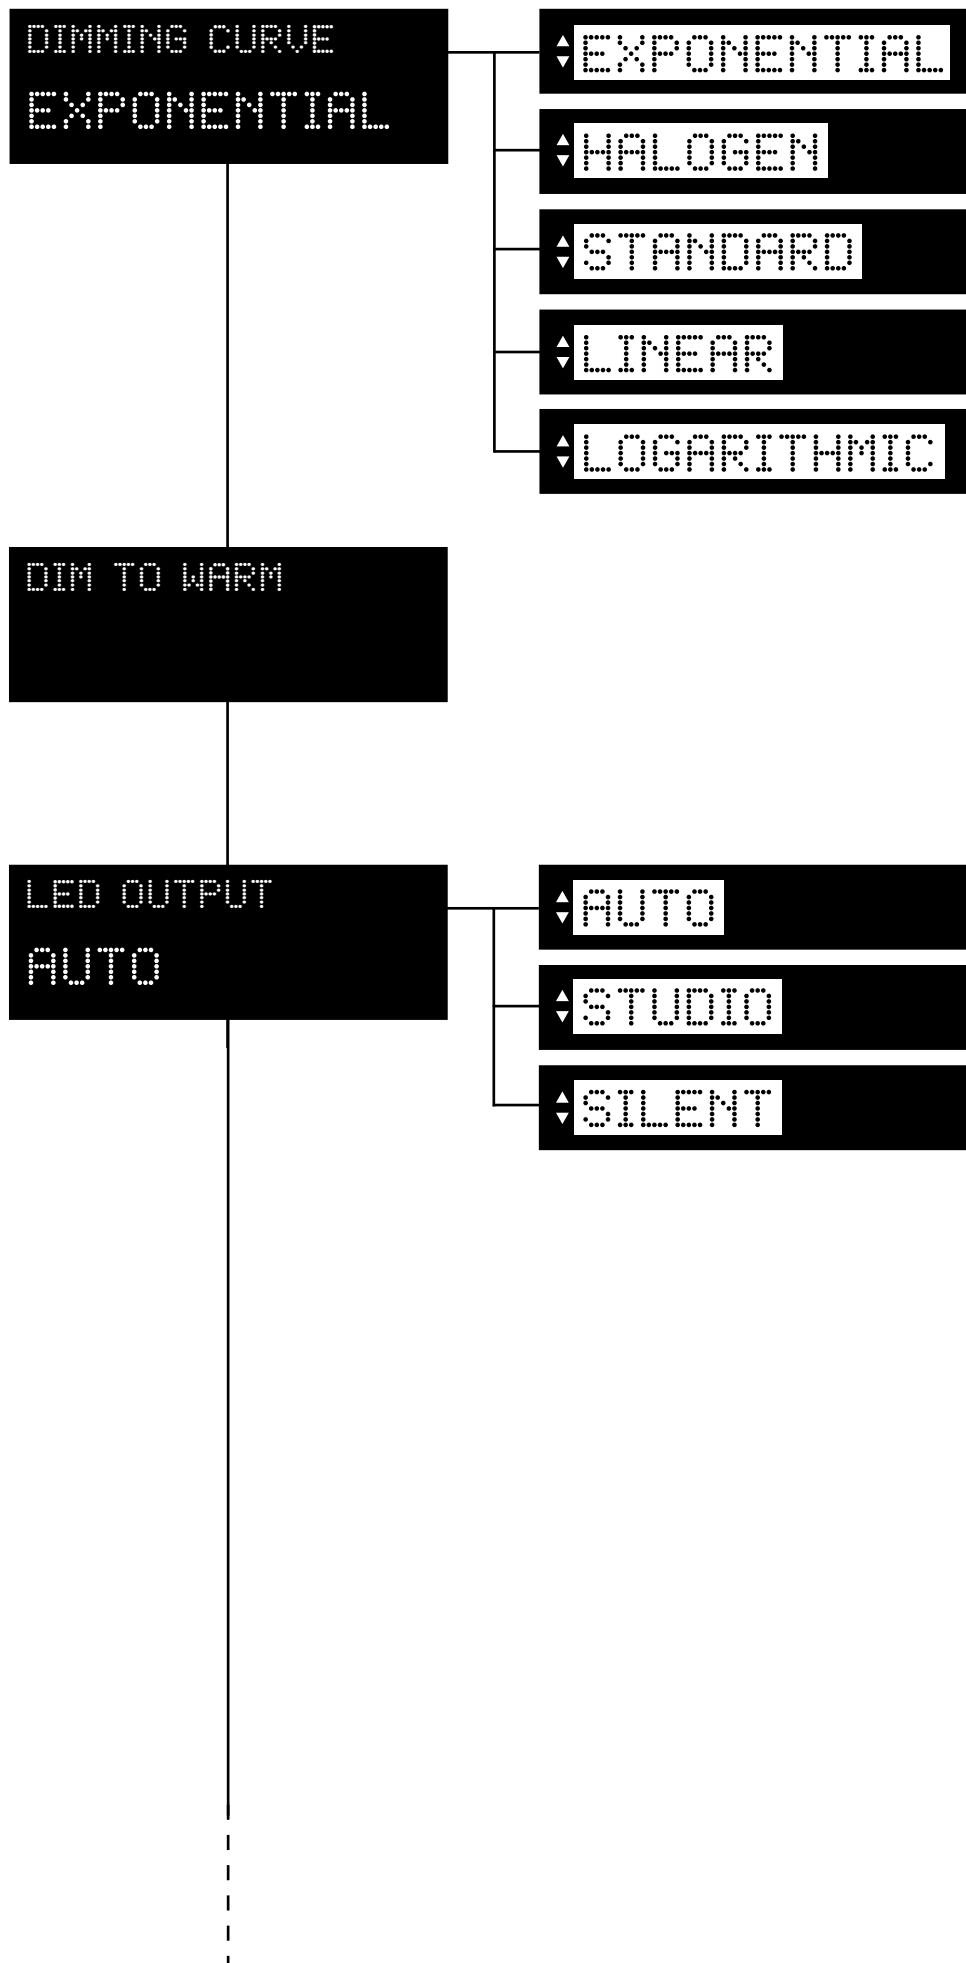 DIMMING CURVE
EXPONENTIAL
EXPONENTIAL
HALOGEN
STANDARD
LINEAR
LOGARITHMIC
DIM TO WARM
LED OUTPUT
AUTO
AUTO
STUDIO
SILENT